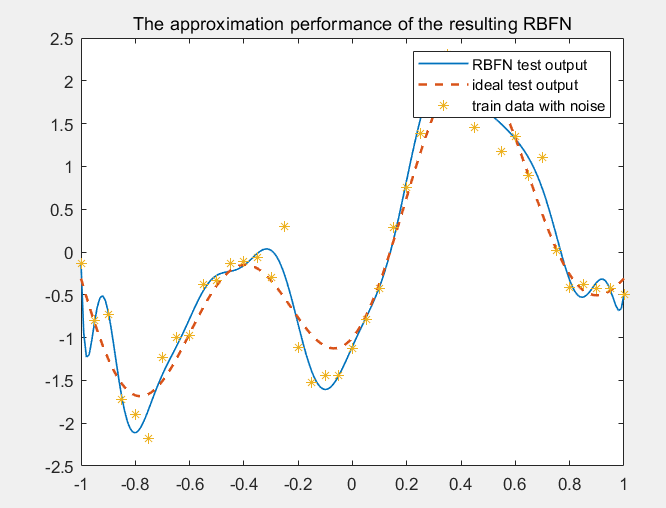 The approximation performance of the resulting RBFN
RBFN test output
ideal test output
train data with noise
2.5
2
1.5
1
0.5
0
-0.5
-1
-1.5
-2
-2.5
-1 -0.8 -0.6 -0.4 -0.2 0 0.2 0.4 0.6 0.8 1